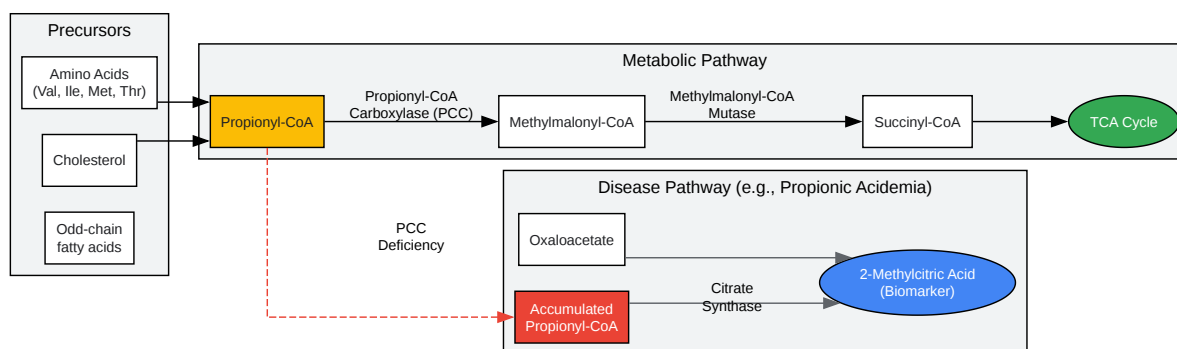 Precursors
Amino Acids
(Val, Ile, Met, Thr)
Cholesterol
Odd-chain
fatty acids
Metabolic Pathway
Propionyl-CoA
Propionyl-CoA
Carboxylase (PCC)
Methylmalonyl-CoA
Methylmalonyl-CoA
Mutase
Succinyl-CoA
TCA Cycle
PCC
Deficiency
Disease Pathway (e.g., Propionic Acidemia)
Oxaloacetate
Accumulated
Propionyl-CoA
Citrate
Synthase
2-Methylcitric Acid
(Biomarker)